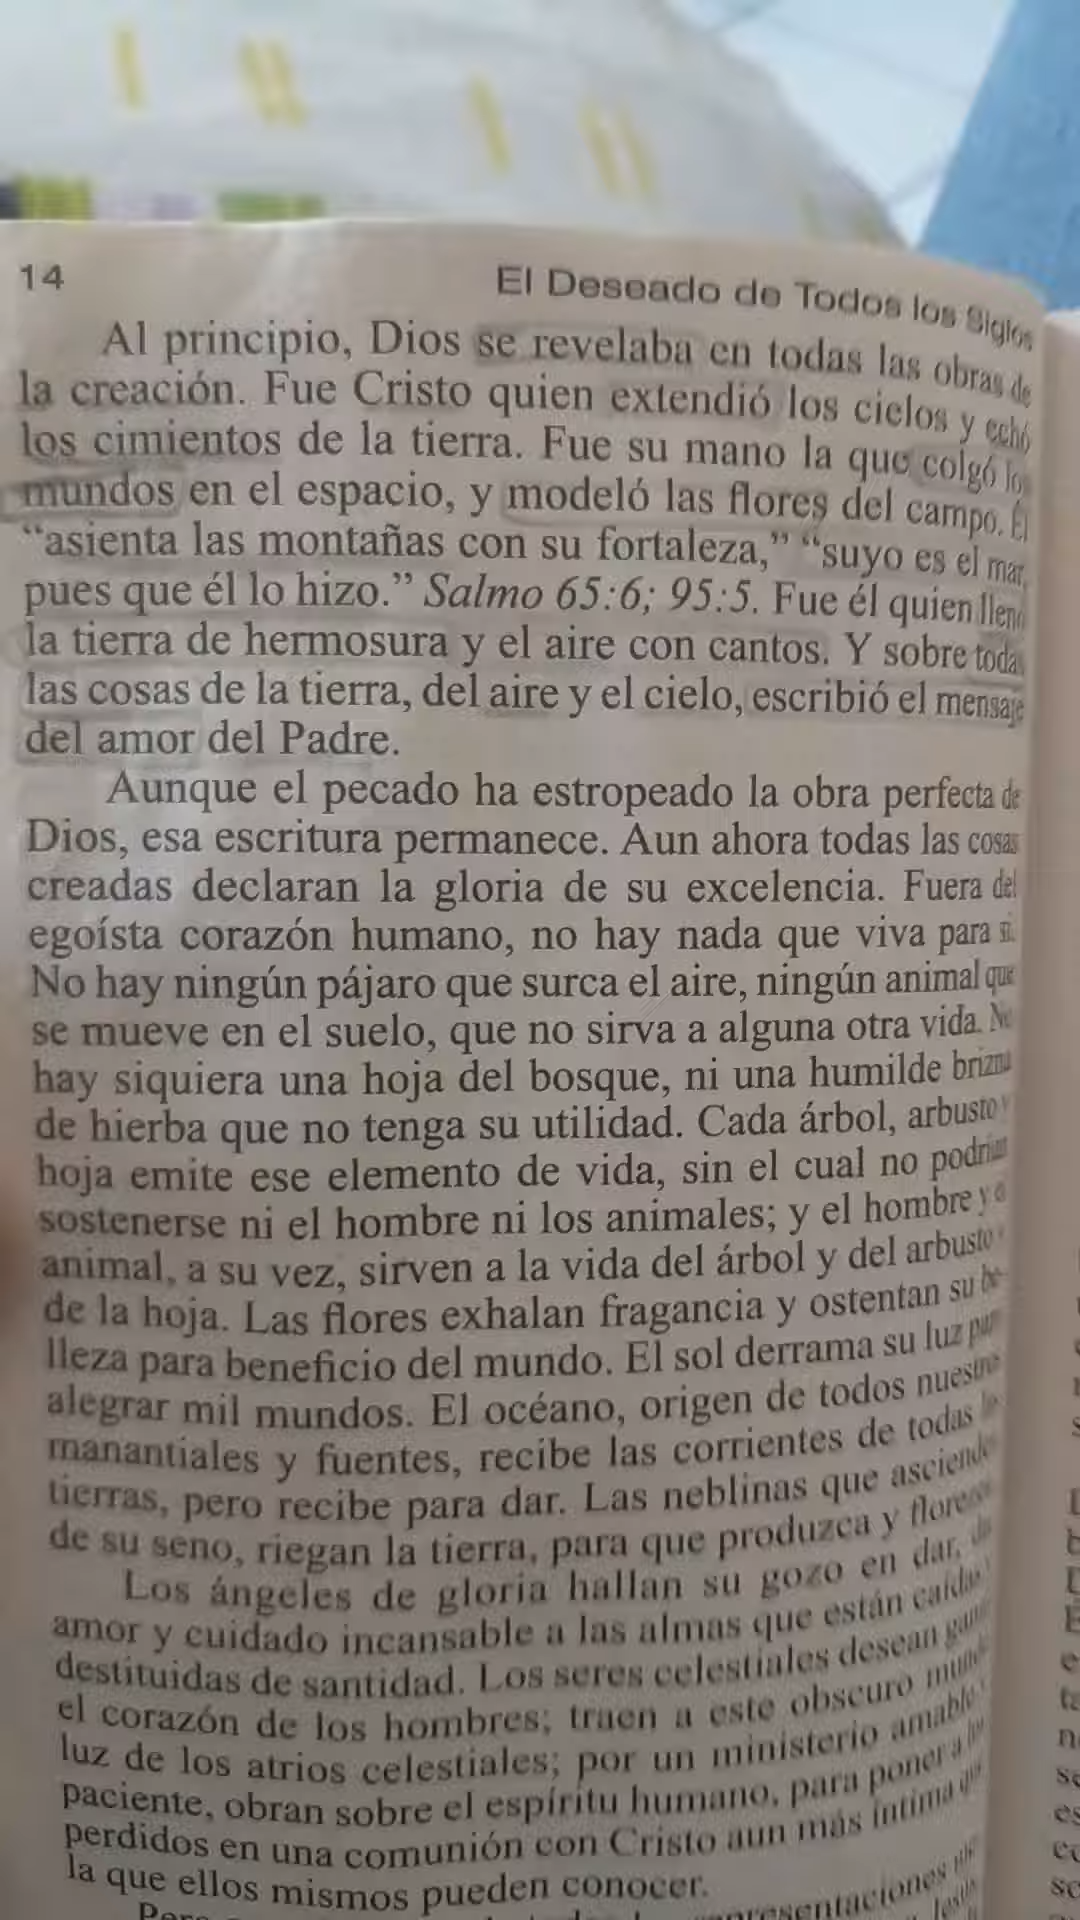 14
El Deseado de Todos los Siglos
Al principio, Dios se revelaba en todas las obras de
la creación. Fue Cristo quien extendió los cielos y echó
los cimientos de la tierra. Fue su mano la que colgó los
mundos en el espacio, y modeló las flores del campo. Él
“asienta las montañas con su fortaleza,” “suyo es el mar,
pues que él lo hizo.” Salmo 65:6; 95:5. Fue él quien llenó
la tierra de hermosura y el aire con cantos. Y sobre todas
las cosas de la tierra, del aire y el cielo, escribió el mensaje
del amor del Padre.
Aunque el pecado ha estropeado la obra perfecta de
Dios, esa escritura permanece. Aun ahora todas las cosas
creadas declaran la gloria de su excelencia. Fuera del
egoísta corazón humano, no hay nada que viva para sí.
No hay ningún pájaro que surca el aire, ningún animal que
se mueve en el suelo, que no sirva a alguna otra vida. No
hay siquiera una hoja del bosque, ni una humilde brizna
de hierba que no tenga su utilidad. Cada árbol, arbusto y
hoja emite ese elemento de vida, sin el cual no podrían
sostenerse ni el hombre ni los animales; y el hombre y el
animal, a su vez, sirven a la vida del árbol y del arbusto y
de la hoja. Las flores exhalan fragancia y ostentan su be-
lleza para beneficio del mundo. El sol derrama su luz para
alegrar mil mundos. El océano, origen de todos nuestros
manantiales y fuentes, recibe las corrientes de todas las
tierras, pero recibe para dar. Las neblinas que ascienden
de su seno, riegan la tierra, para que produzca y florezca.
Los ángeles de gloria hallan su gozo en dar,
amor y cuidado incansable a las almas que están caídas y
destituidas de santidad. Los seres celestiales desean ganar
el corazón de los hombres; traen a este obscuro mundo
luz de los atrios celestiales; por un ministerio amable y
paciente, obran sobre el espíritu humano, para poner a los
perdidos en una comunión con Cristo aun más íntima que
la que ellos mismos pueden conocer.